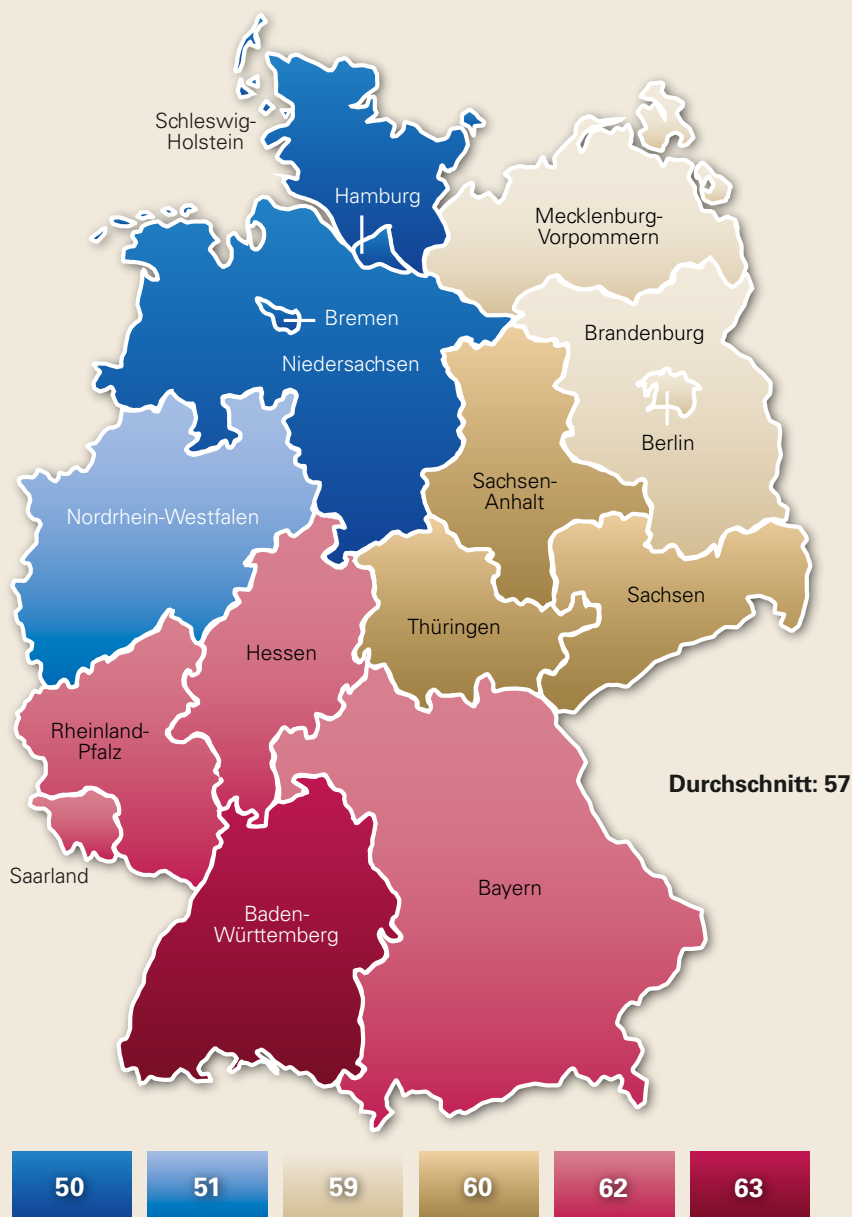 Schleswig-
Holstein
Hamburg
Mecklenburg-
Vorpommern
Bremen
Brandenburg
Niedersachsen
Berlin
Sachsen-
Anhalt
Nordrhein-Westfalen
Sachsen
Thüringen
Hessen
Rheinland-
Pfalz
Durchschnitt: 57
Saarland
Bayern
Baden-
Württemberg
50
51
59
60
62
63